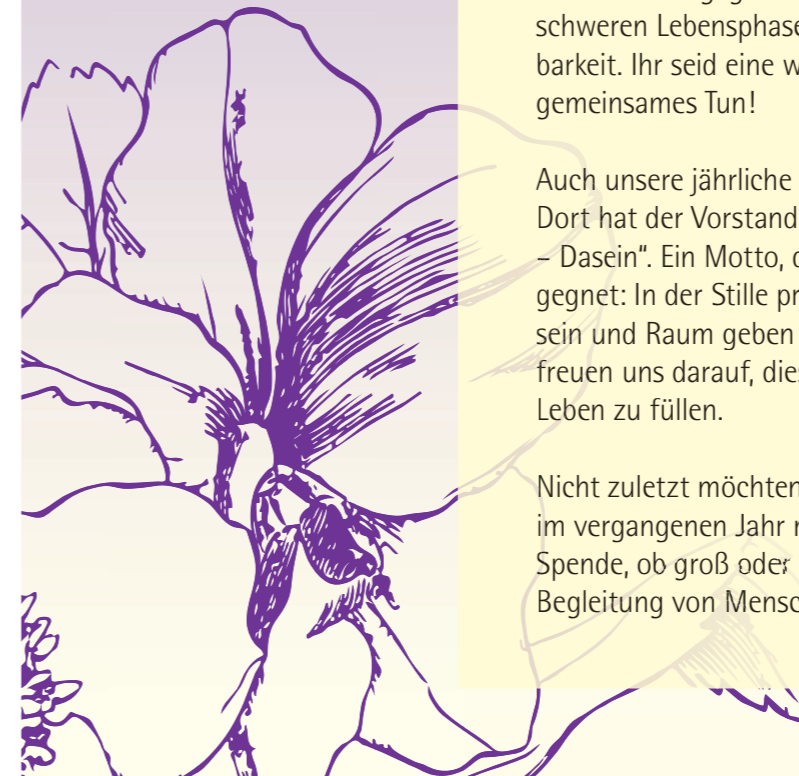 schweren Lebensphase
barkeit. Ihr seid eine w
gemeinsames Tun!
Auch unsere jährliche
Dort hat der Vorstand
– Dasein“. Ein Motto, d
gegnet: In der Stille pr
sein und Raum geben
freuen uns darauf, dies
Leben zu füllen.
Nicht zuletzt möchten
im vergangenen Jahr r
Spende, ob groß oder
Begleitung von Mensc